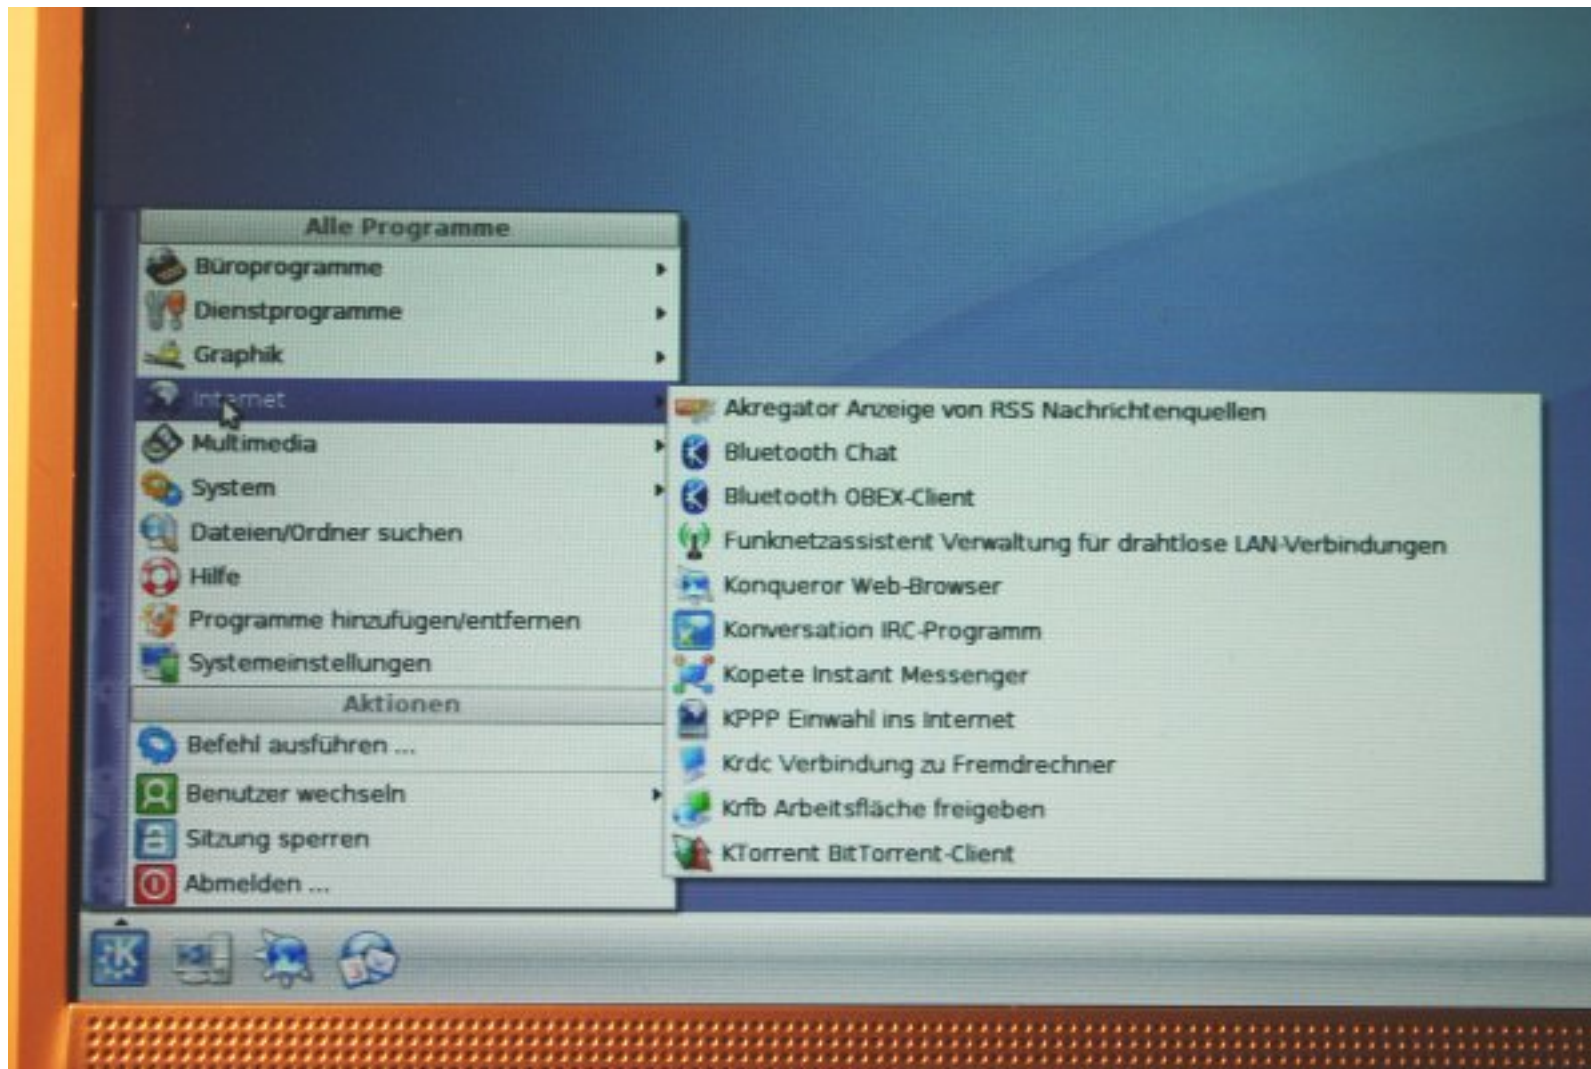 Alle Programme
Büroprogramme
Dienstprogramme
Graphik
Internet
Multimedia
System
Dateien/Ordner suchen
Hilfe
Programme hinzufügen/entfernen
Systemeinstellungen
Aktionen
Befehl ausführen ...
Benutzer wechseln
Sitzung sperren
Abmelden ...
Akregator Anzeige von RSS Nachrichtenquellen
Bluetooth Chat
Bluetooth OBEX-Client
Funknetzassistent Verwaltung für drahtlose LAN-Verbindungen
Konqueror Web-Browser
Konversation IRC-Programm
Kopete Instant Messenger
KPPP Einwahl ins Internet
Krdc Verbindung zu Fremdrechner
Krfb Arbeitsfläche freigeben
KTorrent BitTorrent-Client
K